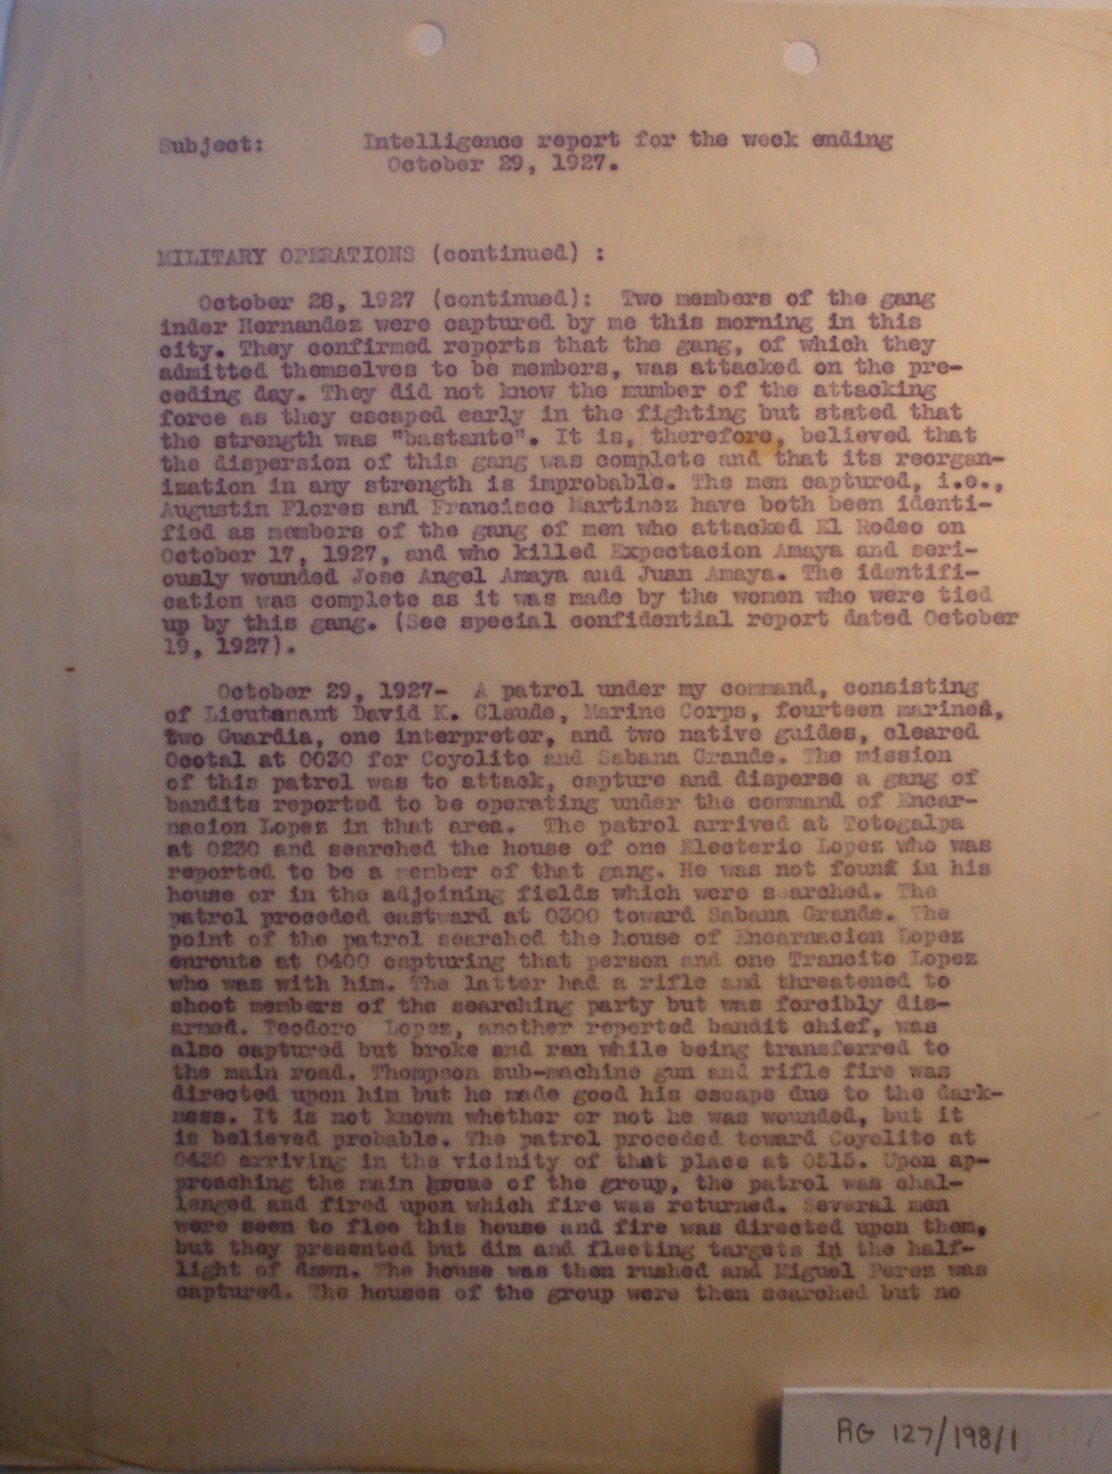 Subject: Intelligence report for the week ending
October 29, 1927.
MILITARY OPERATIONS (continued) :
October 28, 1927 (continued): Two members of the gang
inder Hernandez were captured by me this morning in this
city. They confirmed reports that the gang, of which they
admitted themselves to be members, was attacked on the pre-
ceding day. They did not know the number of the attacking
force as they escaped early in the fighting but stated that
the strength was "bastante". It is, therefore, believed that
the dispersion of this gang was complete and that its reorgan-
ization in any strength is improbable. The men captured, i.e.,
Augustin Flores and Francisco Martinez have both been identi-
fied as members of the gang of men who attacked El Rodeo on
October 17, 1927, and who killed Expectacion Amaya and seri-
ously wounded Jose Angel Amaya and Juan Amaya. The identifi-
cation was complete as it was made by the women who were tied
up by this gang. (See special confidential report dated October
19, 1927).
October 29, 1927- A patrol under my command, consisting
of Lieutenant David K. Claude, Marine Corps, fourteen marines,
two Guardia, one interpreter, and two native guides, cleared
Ocotal at 0030 for Coyolito and Sabana Grande. The mission
of this patrol was to attack, capture and disperse a gang of
bandits reported to be operating under the command of Encar-
nacion Lopez in that area. The patrol arrived at Totogalpa
at 0230 and searched the house of one Electerio Lopez who was
reported to be a member of that gang. He was not found in his
house or in the adjoining fields which were searched. The
patrol proceded eastward at 0300 toward Sabana Grande. The
point of the patrol searched the house of Encarnacion Lopez
enroute at 0400 capturing that person and one Trancito Lopez
who was with him. The latter had a rifle and threatened to
shoot members of the searching party but was forcibly dis-
armed. Teodoro Lopez, another reported bandit chief, was
also captured but broke and ran while being transferred to
the main road. Thompson sub-machine gun and rifle fire was
directed upon him but he made good his escape due to the dark-
ness. It is not known whether or not he was wounded, but it
is believed probable. The patrol proceded toward Coyolito at
0430 arriving in the vicinity of that place at 0515. Upon ap-
proaching the main house of the group, the patrol was chal-
lenged and fired upon which fire was returned. Several men
were seen to flee this house and fire was directed upon them,
but they presented but dim and fleeting targets in the half-
light of dawn. The house was then rushed and Miguel Perez was
captured. The houses of the group were then searched but no
RG 127/198/1